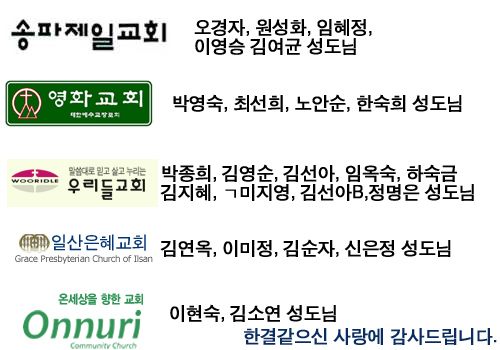 송파제일교회
오경자, 원성화, 임혜정,
이영승 김여균 성도님
영화교회
대한예수교장로회
박영숙, 최선희, 노안순, 한숙희 성도님
말씀대로 믿고 살고 누리는
WOORIDLE
우리들교회
박종희, 김영순, 김선아, 임옥숙, 하숙금
김지혜, ㄱ미지영, 김선아B,정명은 성도님
일산은혜교회
Grace Presbyterian Church of Ilsan
김연옥, 이미정, 김순자, 신은정 성도님
온세상을 향한 교회
Onnuri
Community Church
이현숙, 김소연 성도님
한결같으신 사랑에 감사드립니다.